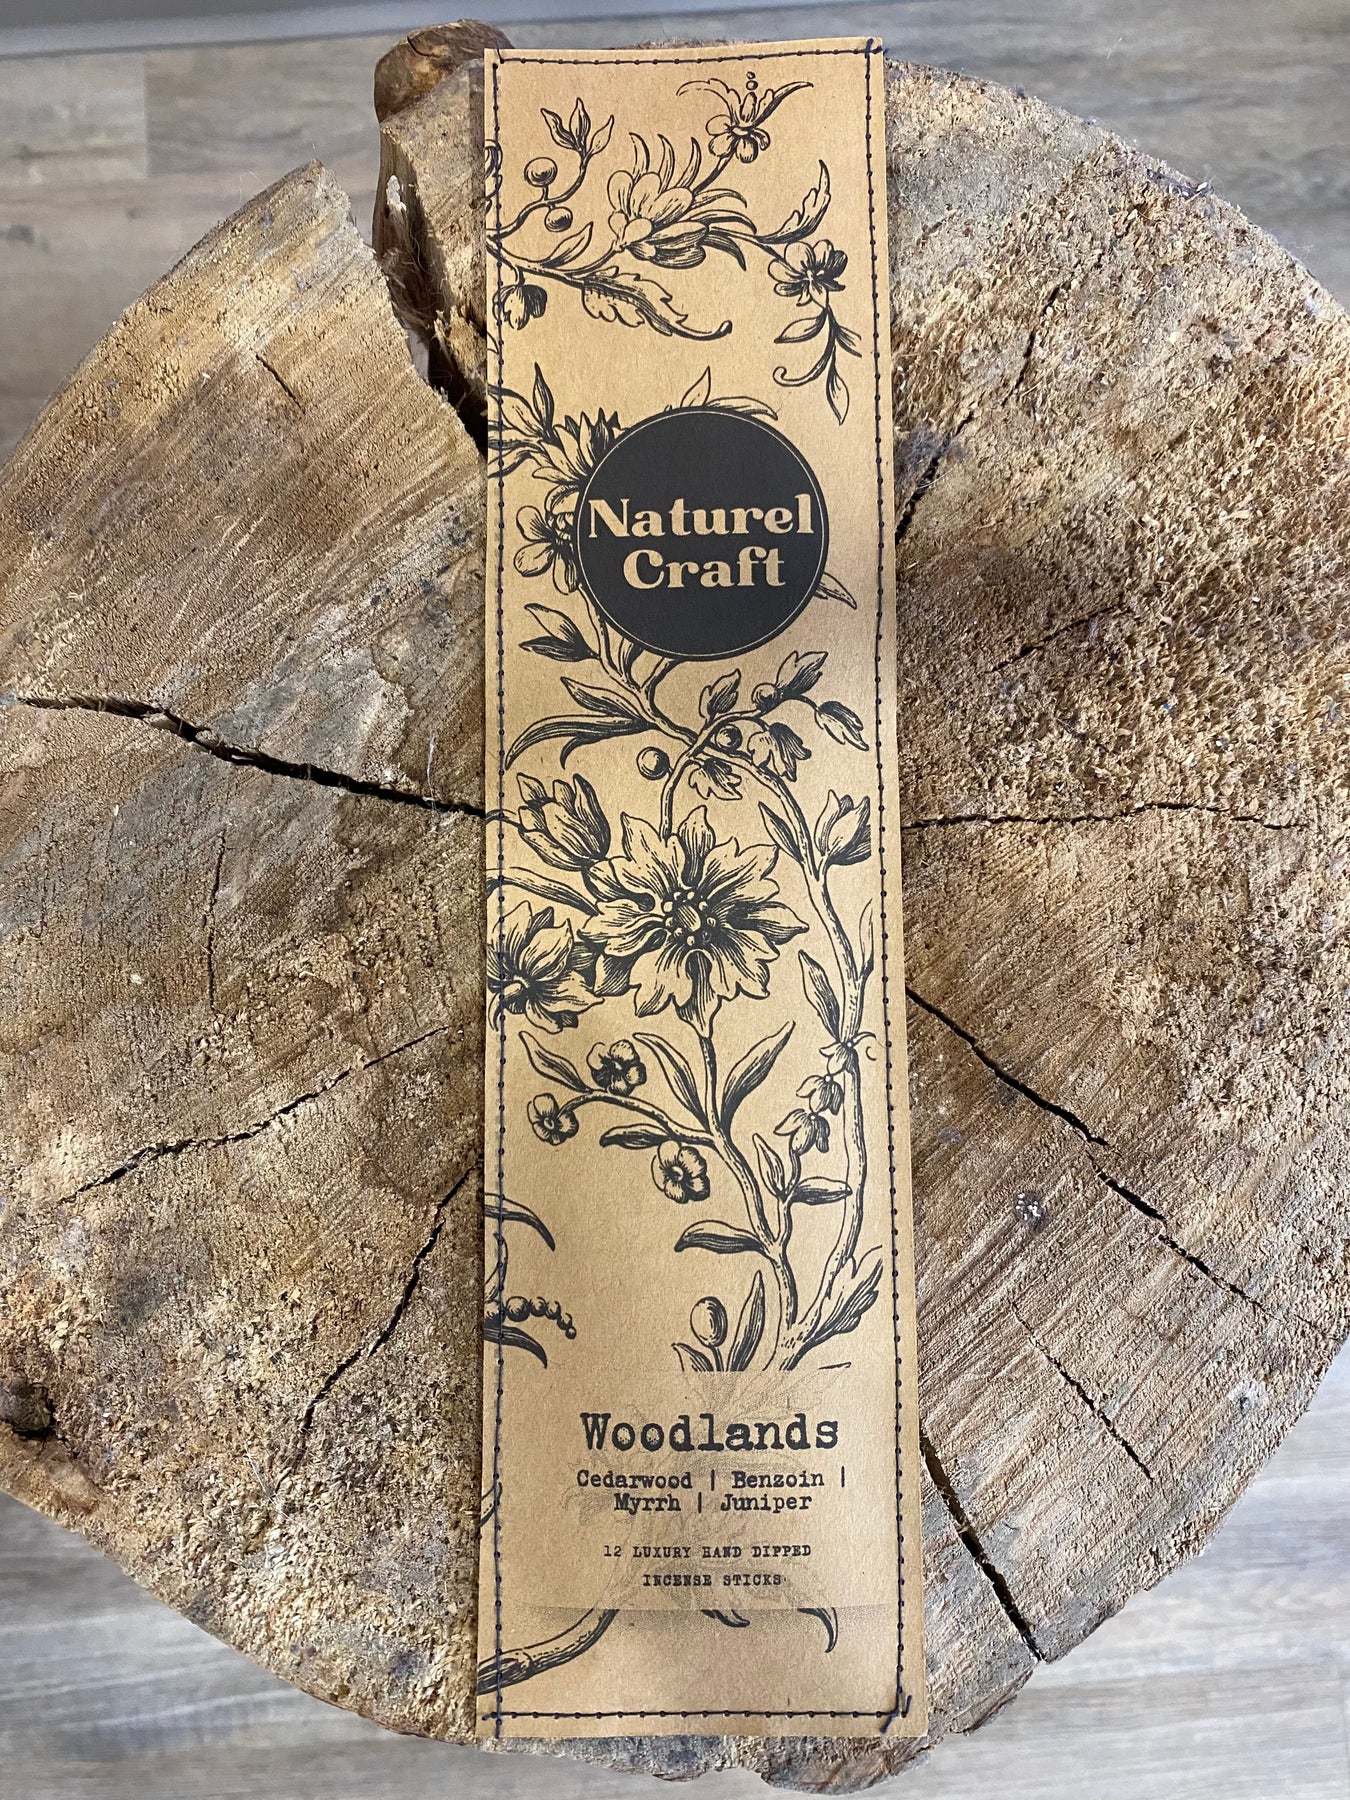 Naturel
Craft
Woodlands
Cedarwood | Benzoin |
Myrrh | Juniper
12 LUXURY HAND DIPPED
INCENSE STICKS